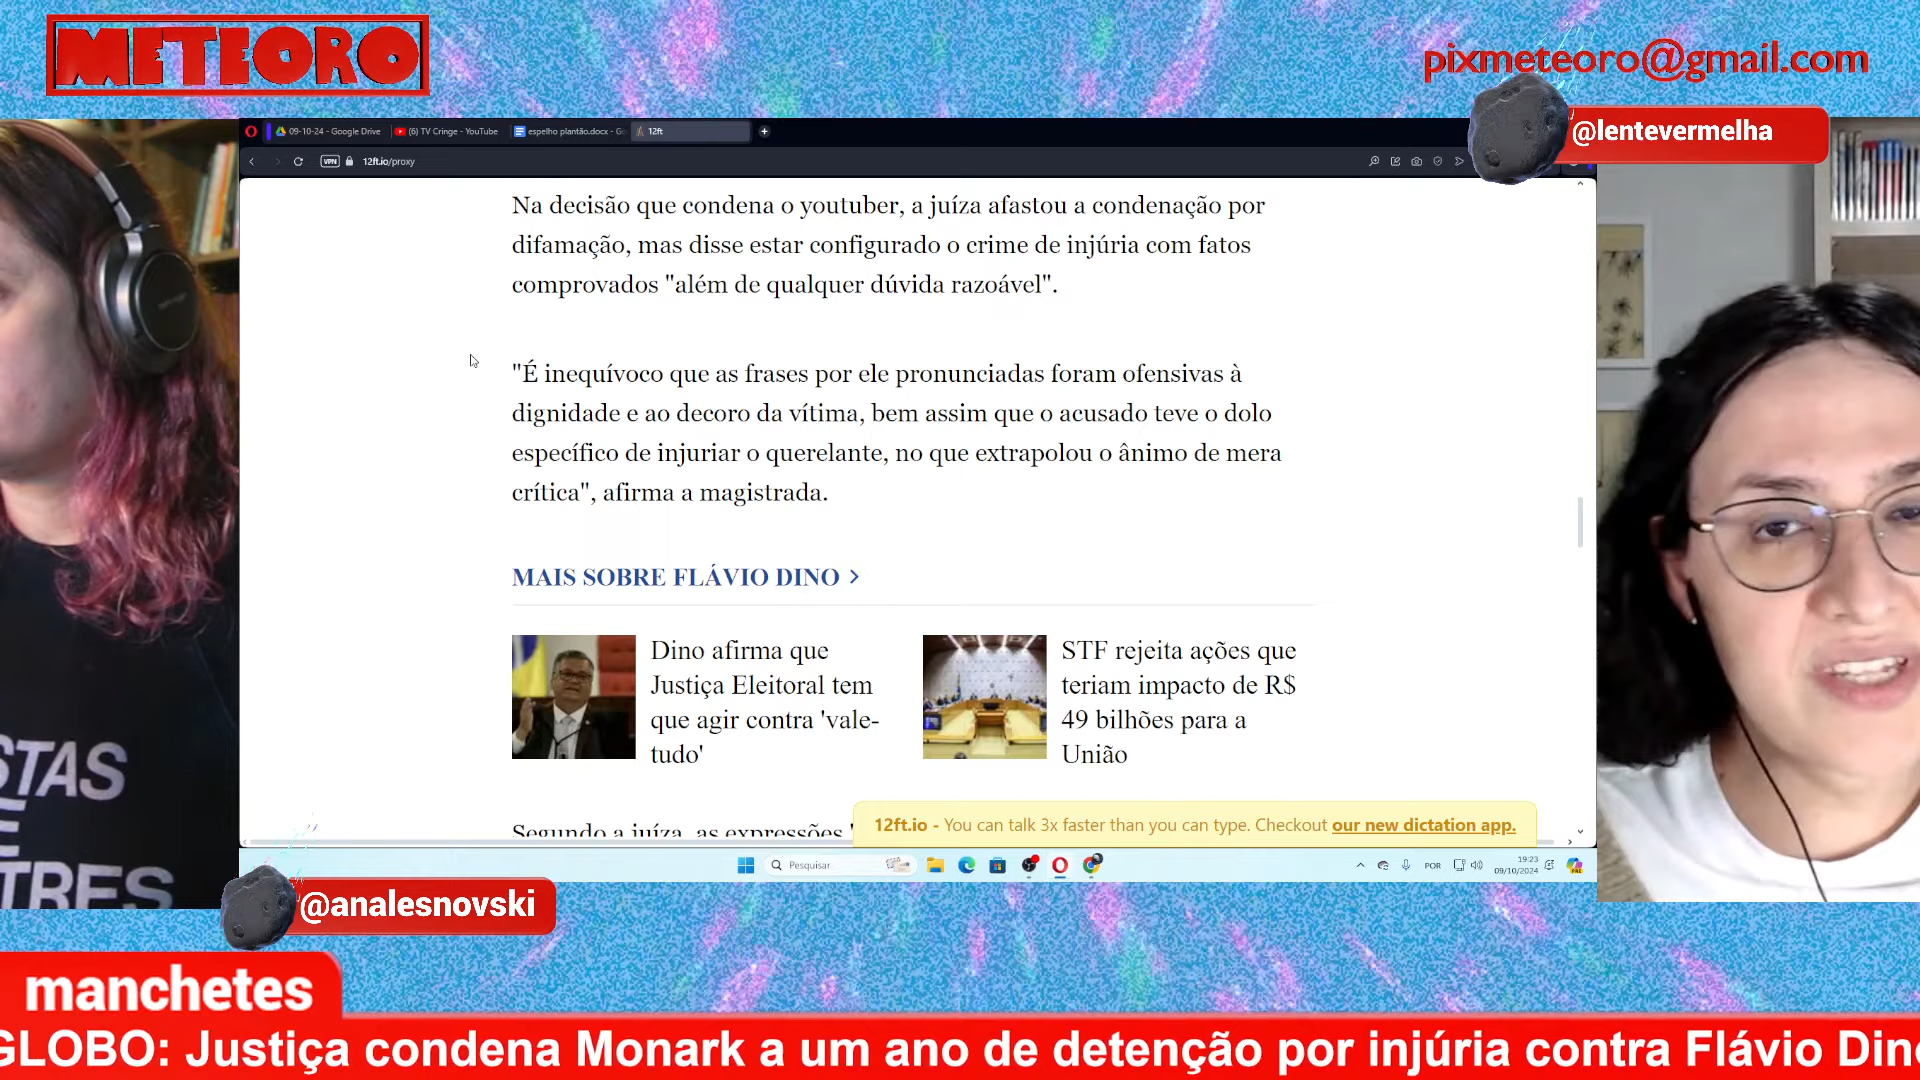 METEORO
pixmeteoro@gmail.com
@lentevermelha
09-10-24 - Google Drive
(6) TV Cringe - YouTube
espelho plantão.docx - Go
12ft
VPN
12ft.io/proxy
Na decisão que condena o youtuber, a juíza afastou a condenação por
difamação, mas disse estar configurado o crime de injúria com fatos
comprovados "além de qualquer dúvida razoável".
"É inequívoco que as frases por ele pronunciadas foram ofensivas à
dignidade e ao decoro da vítima, bem assim que o acusado teve o dolo
específico de injuriar o querelante, no que extrapolou o ânimo de mera
crítica", afirma a magistrada.
MAIS SOBRE FLÁVIO DINO >
Dino afirma que
Justiça Eleitoral tem
que agir contra 'vale-
tudo'
STF rejeita ações que
teriam impacto de R$
49 bilhões para a
União
Segundo a juíza, as expressões
12ft.io - You can talk 3x faster than you can type. Checkout our new dictation app.
Pesquisar
POR
19:23
09/10/2024
STAS
E
TRES
@analesnovski
manchetes
GLOBO: Justiça condena Monark a um ano de detenção por injúria contra Flávio Dino